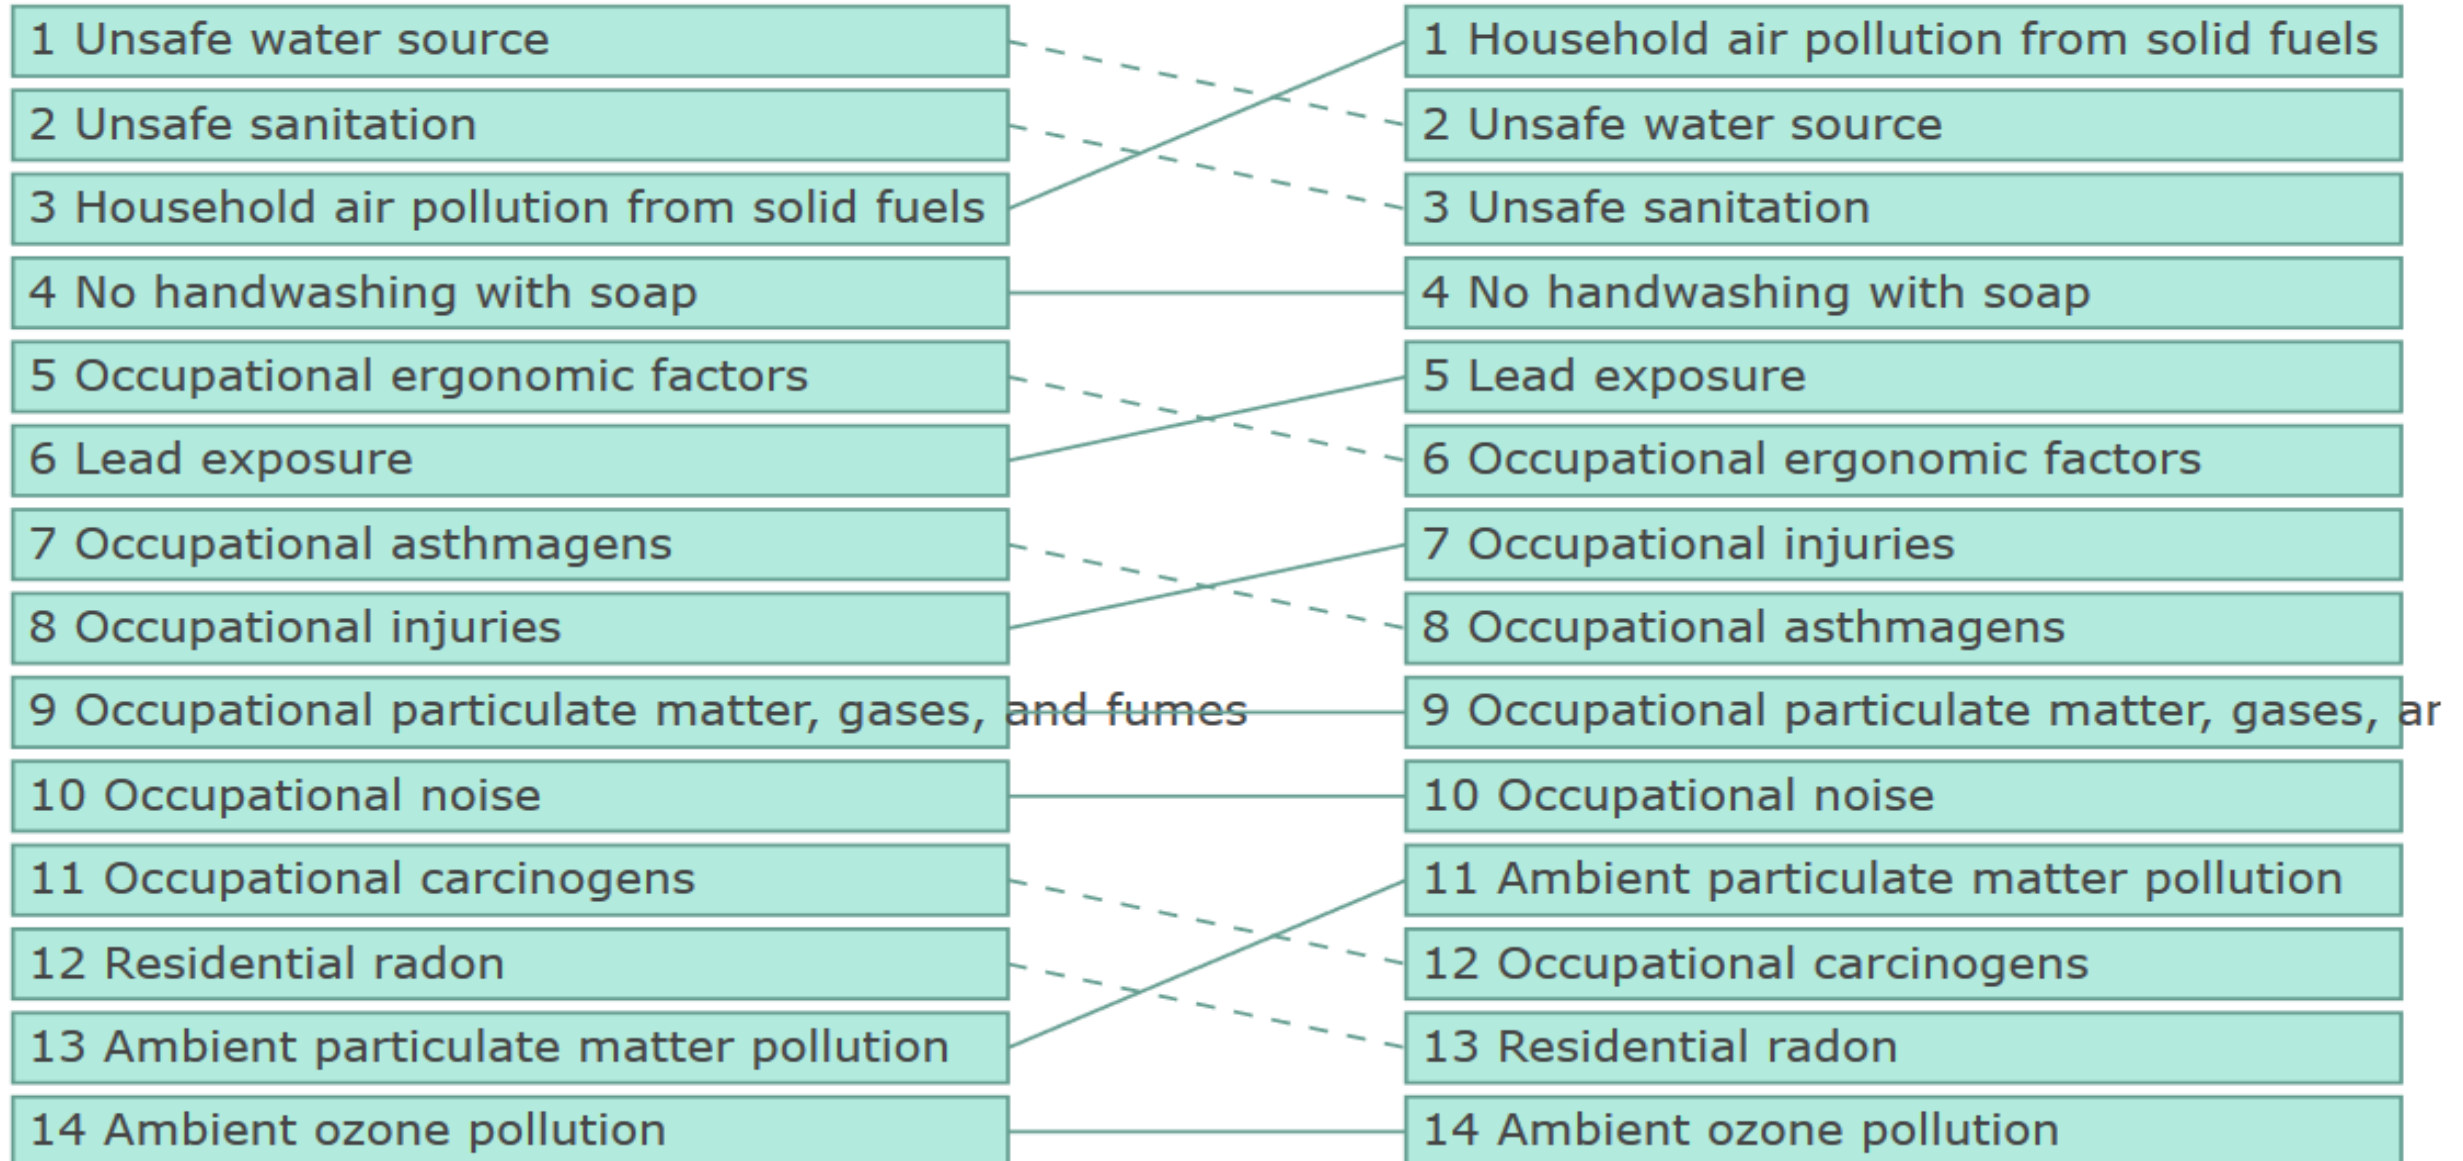 1 Unsafe water source
2 Unsafe sanitation
3 Household air pollution from solid fuels
4 No handwashing with soap
5 Occupational ergonomic factors
6 Lead exposure
7 Occupational asthmagens
8 Occupational injuries
9 Occupational particulate matter, gases, and fumes
10 Occupational noise
11 Occupational carcinogens
12 Residential radon
13 Ambient particulate matter pollution
14 Ambient ozone pollution
1 Household air pollution from solid fuels
2 Unsafe water source
3 Unsafe sanitation
4 No handwashing with soap
5 Lead exposure
6 Occupational ergonomic factors
7 Occupational injuries
8 Occupational asthmagens
9 Occupational particulate matter, gases,
10 Occupational noise
11 Ambient particulate matter pollution
12 Occupational carcinogens
13 Residential radon
14 Ambient ozone pollution